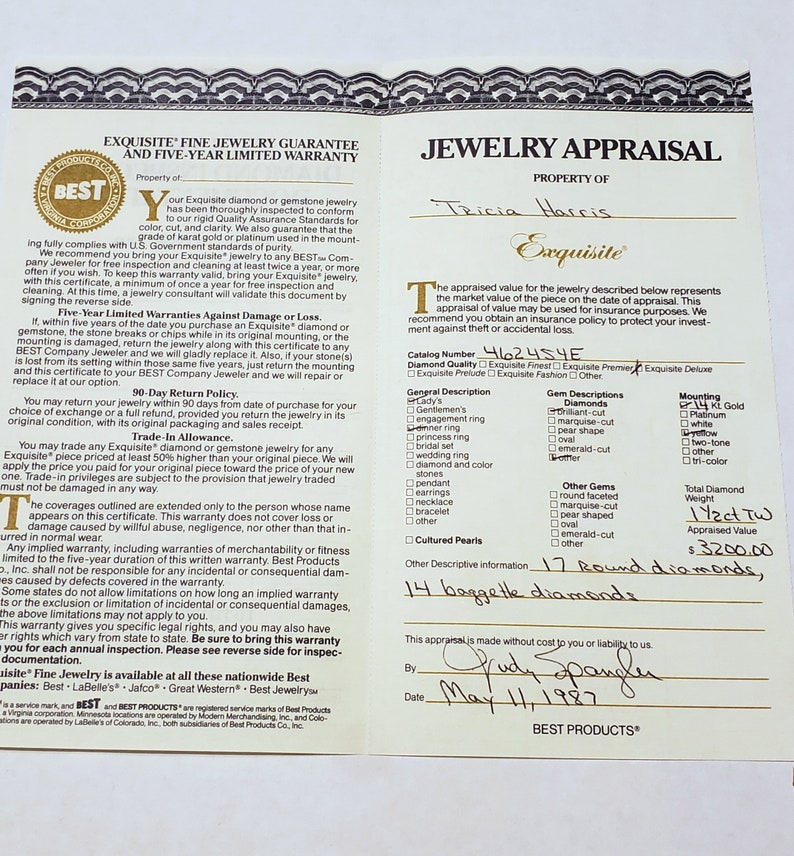 EXQUISITE® FINE JEWELRY GUARANTEE
AND FIVE-YEAR LIMITED WARRANTY
BEST PRODUCTS CO., INC.
BEST
VIRGINIA CORPORATION
Property of:
Your Exquisite diamond or gemstone jewelry
has been thoroughly inspected to conform
to our rigid Quality Assurance Standards for
color, cut, and clarity. We also guarantee that the
grade of karat gold or platinum used in the mount-
ing fully complies with U.S. Government standards of purity.
We recommend you bring your Exquisite® jewelry to any BEST℠ Com-
pany Jeweler for free inspection and cleaning at least twice a year, or more
often if you wish. To keep this warranty valid, bring your Exquisite® jewelry,
with this certificate, a minimum of once a year for free inspection and
cleaning. At this time, a jewelry consultant will validate this document by
signing the reverse side.
Five-Year Limited Warranties Against Damage or Loss.
If, within five years of the date you purchase an Exquisite® diamond or
gemstone, the stone breaks or chips while in its original mounting, or the
mounting is damaged, return the jewelry along with this certificate to any
BEST Company Jeweler and we will gladly replace it. Also, if your stone(s)
is lost from its setting within those same five years, just return the mounting
and this certificate to your BEST Company Jeweler and we will repair or
replace it at our option.
90-Day Return Policy.
You may return your jewelry within 90 days from date of purchase for your
choice of exchange or a full refund, provided you return the jewelry in its
original condition, with its original packaging and sales receipt.
Trade-In Allowance.
You may trade any Exquisite® diamond or gemstone jewelry for any
Exquisite® piece priced at least 50% higher than your original piece. We will
apply the price you paid for your original piece toward the price of your new
one. Trade-in privileges are subject to the provision that jewelry traded
must not be damaged in any way.
The coverages outlined are extended only to the person whose name
appears on this certificate. This warranty does not cover loss or
damage caused by willful abuse, negligence, nor other than that in-
urred in normal wear.
Any implied warranty, including warranties of merchantability or fitness
limited to the five-year duration of this written warranty. Best Products
o., Inc. shall not be responsible for any incidental or consequential dam-
es caused by defects covered in the warranty.
Some states do not allow limitations on how long an implied warranty
ts or the exclusion or limitation of incidental or consequential damages,
the above limitations may not apply to you.
This warranty gives you specific legal rights, and you may also have
er rights which vary from state to state. Be sure to bring this warranty
you for each annual inspection. Please see reverse side for inspec-
documentation.
uisite® Fine Jewelry is available at all these nationwide Best
panies: Best • LaBelle's® • Jafco® • Great Western® • Best Jewelry℠
is a service mark, and BEST and BEST PRODUCTS® are registered service marks of Best Products
a Virginia corporation. Minnesota locations are operated by Modern Merchandising, Inc., and Colo-
ations are operated by LaBelle's of Colorado, Inc., both subsidiaries of Best Products Co., Inc.
JEWELRY APPRAISAL
PROPERTY OF
Tricia Harris
Exquisite®
The appraised value for the jewelry described below represents
the market value of the piece on the date of appraisal. This
appraisal of value may be used for insurance purposes. We
recommend you obtain an insurance policy to protect your invest-
ment against theft or accidental loss.
Catalog Number 462454E
Diamond Quality ☐ Exquisite Finest ☐ Exquisite Premier ☒ Exquisite Deluxe
☐ Exquisite Prelude ☐ Exquisite Fashion ☐ Other
General Description
☑ Lady's
☐ Gentlemen's
☐ engagement ring
☑ dinner ring
☐ princess ring
☐ bridal set
☐ wedding ring
☐ diamond and color
stones
☐ pendant
☐ earrings
☐ necklace
☐ bracelet
☐ other
☐ Cultured Pearls
Gem Descriptions
Diamonds
☑ brilliant-cut
☐ marquise-cut
☐ pear shape
☐ oval
☐ emerald-cut
☑ other
Other Gems
☐ round faceted
☐ marquise-cut
☐ pear shaped
☐ oval
☐ emerald-cut
☐ other
Mounting
☑ 14 Kt. Gold
☐ Platinum
☐ white
☑ yellow
☐ two-tone
☐ other
☐ tri-color
Total Diamond
Weight
1 1/2 ct TW
Appraised Value
$ 3200.00
Other Descriptive information 17 Round diamonds,
14 baggette diamonds
This appraisal is made without cost to you or liability to us.
By Judy Spangler
Date May 11, 1987
BEST PRODUCTS®